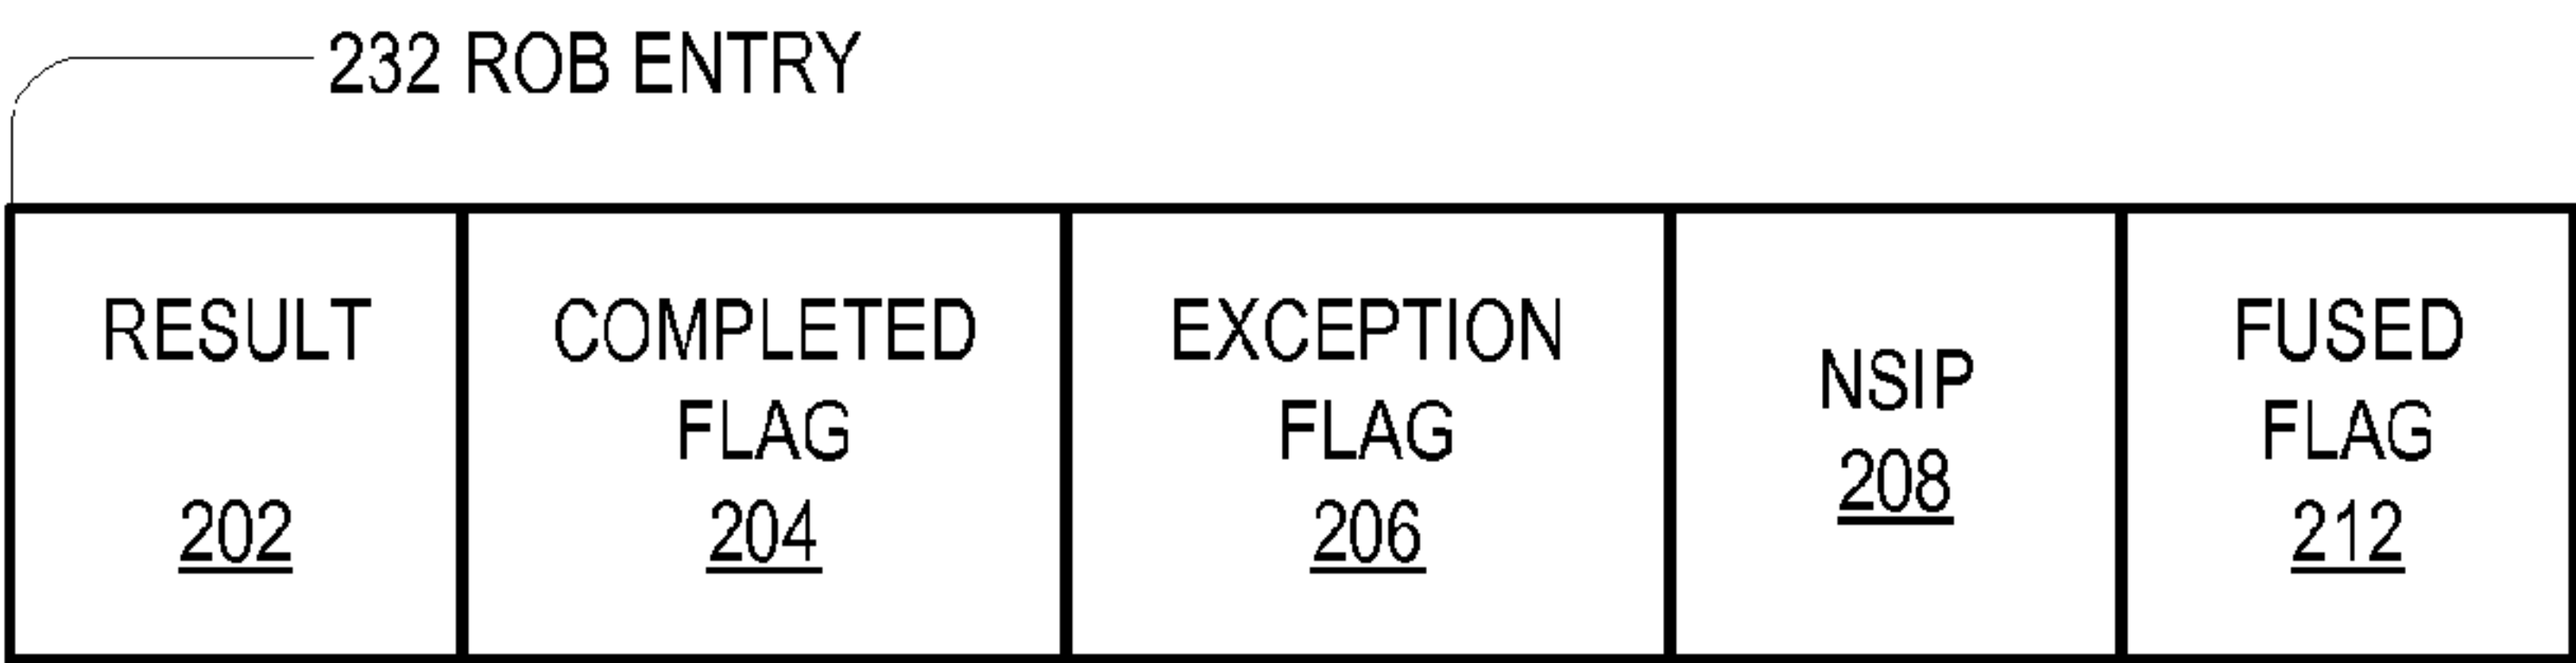 232 ROB ENTRY
RESULT
202
COMPLETED
FLAG
204
EXCEPTION
FLAG
206
NSIP
208
FUSED
FLAG
212